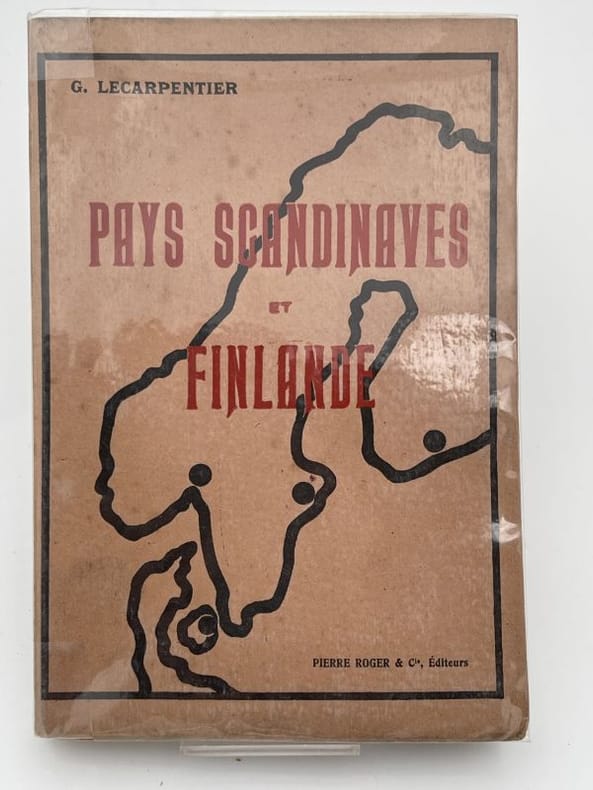 G. LECARPENTIER
PAYS SCANDINAVES
ET
FINLANDE
PIERRE ROGER & Cie, Éditeurs